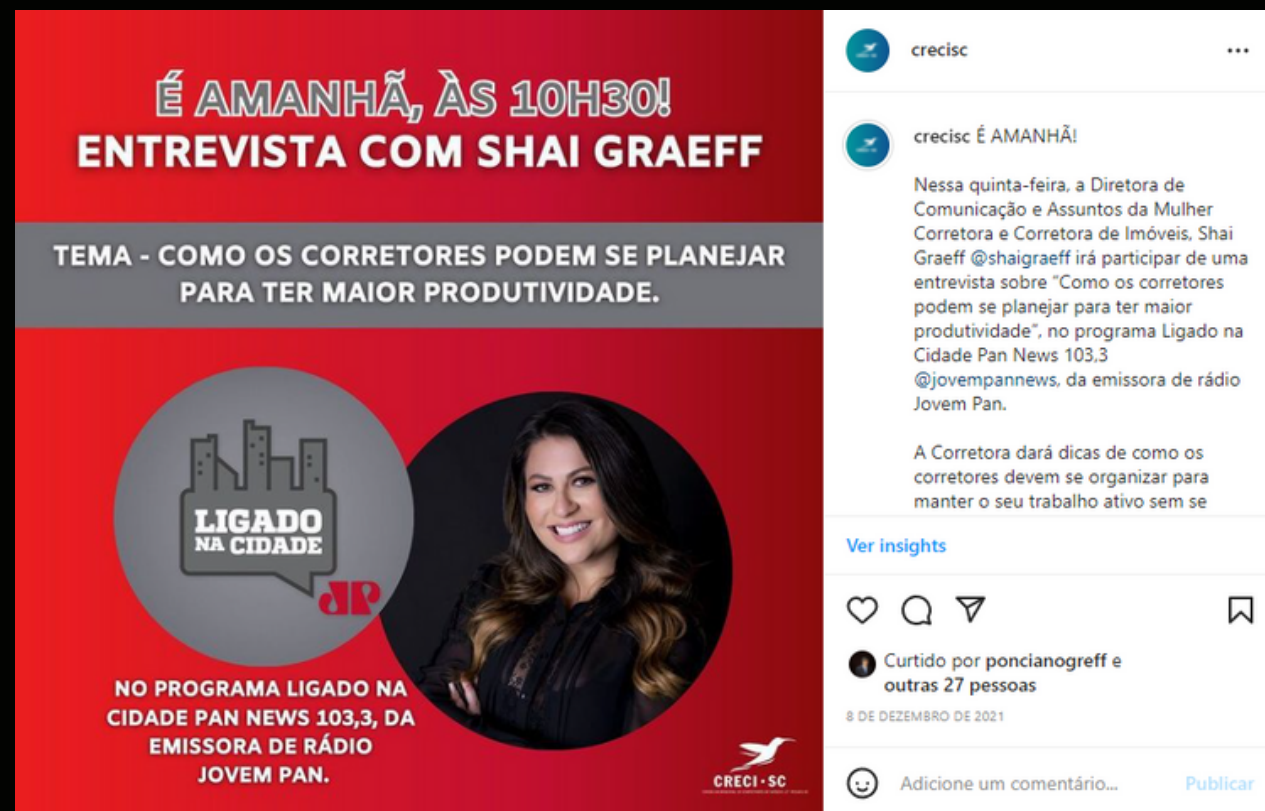 É AMANHÃ, ÀS 10H30!
ENTREVISTA COM SHAI GRAEFF
TEMA - COMO OS CORRETORES PODEM SE PLANEJAR
PARA TER MAIOR PRODUTIVIDADE.
LIGADO
NA CIDADE
JP
NO PROGRAMA LIGADO NA
CIDADE PAN NEWS 103,3, DA
EMISSORA DE RÁDIO
JOVEM PAN.
CRECI-SC
crecisc
crecisc É AMANHÃ!
Nessa quinta-feira, a Diretora de
Comunicação e Assuntos da Mulher
Corretora e Corretora de Imóveis, Shai
Graeff @shaigraeff irá participar de uma
entrevista sobre "Como os corretores
podem se planejar para ter maior
produtividade", no programa Ligado na
Cidade Pan News 103,3
@jovempannews, da emissora de rádio
Jovem Pan.
A Corretora dará dicas de como os
corretores devem se organizar para
manter o seu trabalho ativo sem se
Ver insights
Curtido por poncianogreff e
outras 27 pessoas
8 DE DEZEMBRO DE 2021
Adicione um comentário...
Publicar